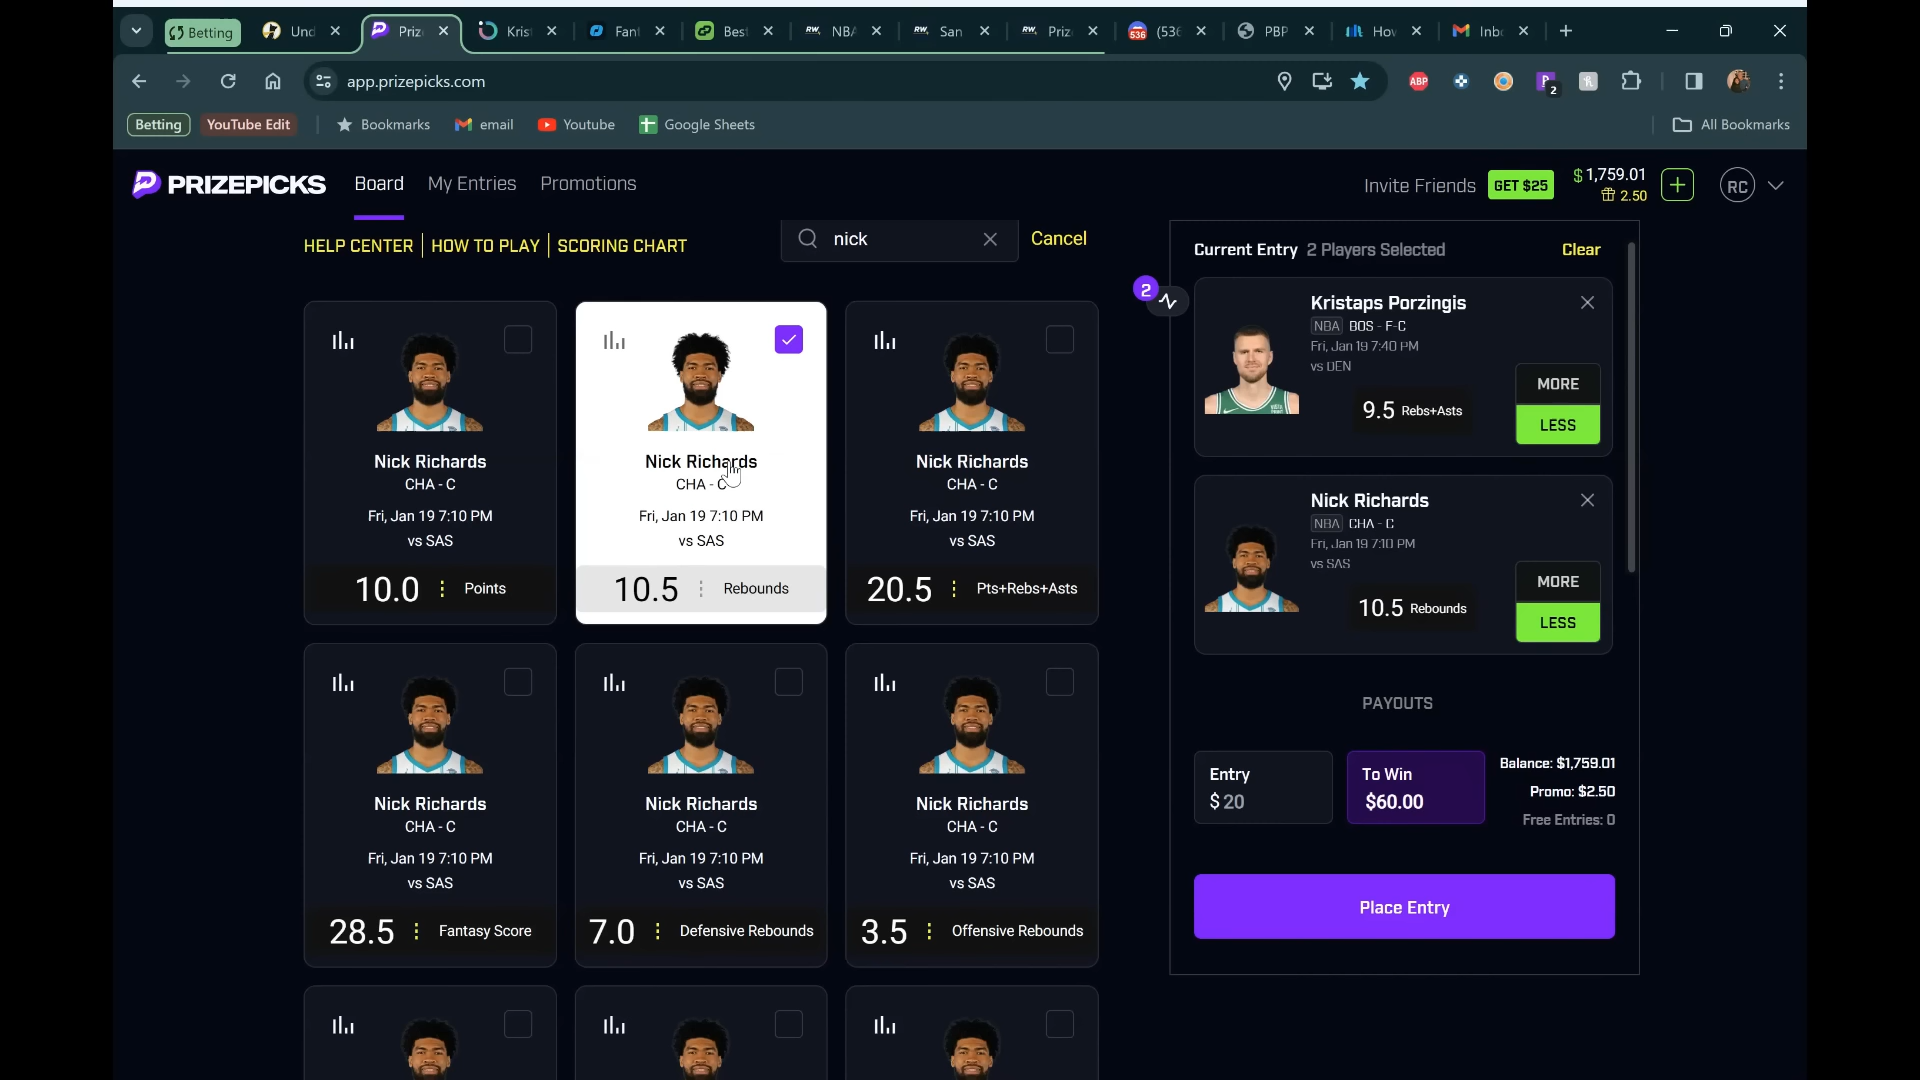 Betting
Und
Prize
Kris
Fant
Best
RW NBA
RW San
RW Priz
536 (536
PBP
How
Inbo
app.prizepicks.com
ABP
2
Betting
YouTube Edit
Bookmarks
email
Youtube
Google Sheets
All Bookmarks
PRIZEPICKS
Board
My Entries
Promotions
Invite Friends
GET $25
$ 1,759.01
2.50
RC
HELP CENTER
HOW TO PLAY
SCORING CHART
nick
Cancel
Nick Richards
CHA - C
Fri, Jan 19 7:10 PM
vs SAS
10.0 Points
Nick Richards
CHA - C
Fri, Jan 19 7:10 PM
vs SAS
10.5 Rebounds
Nick Richards
CHA - C
Fri, Jan 19 7:10 PM
vs SAS
20.5 Pts+Rebs+Asts
Nick Richards
CHA - C
Fri, Jan 19 7:10 PM
vs SAS
28.5 Fantasy Score
Nick Richards
CHA - C
Fri, Jan 19 7:10 PM
vs SAS
7.0 Defensive Rebounds
Nick Richards
CHA - C
Fri, Jan 19 7:10 PM
vs SAS
3.5 Offensive Rebounds
Current Entry 2 Players Selected
Clear
2
Kristaps Porzingis
NBA BOS - F-C
Fri, Jan 19 7:40 PM
vs DEN
9.5 Rebs+Asts
MORE
LESS
Nick Richards
NBA CHA - C
Fri, Jan 19 7:10 PM
vs SAS
10.5 Rebounds
MORE
LESS
PAYOUTS
Entry
$ 20
To Win
$60.00
Balance: $1,759.01
Promo: $2.50
Free Entries: 0
Place Entry